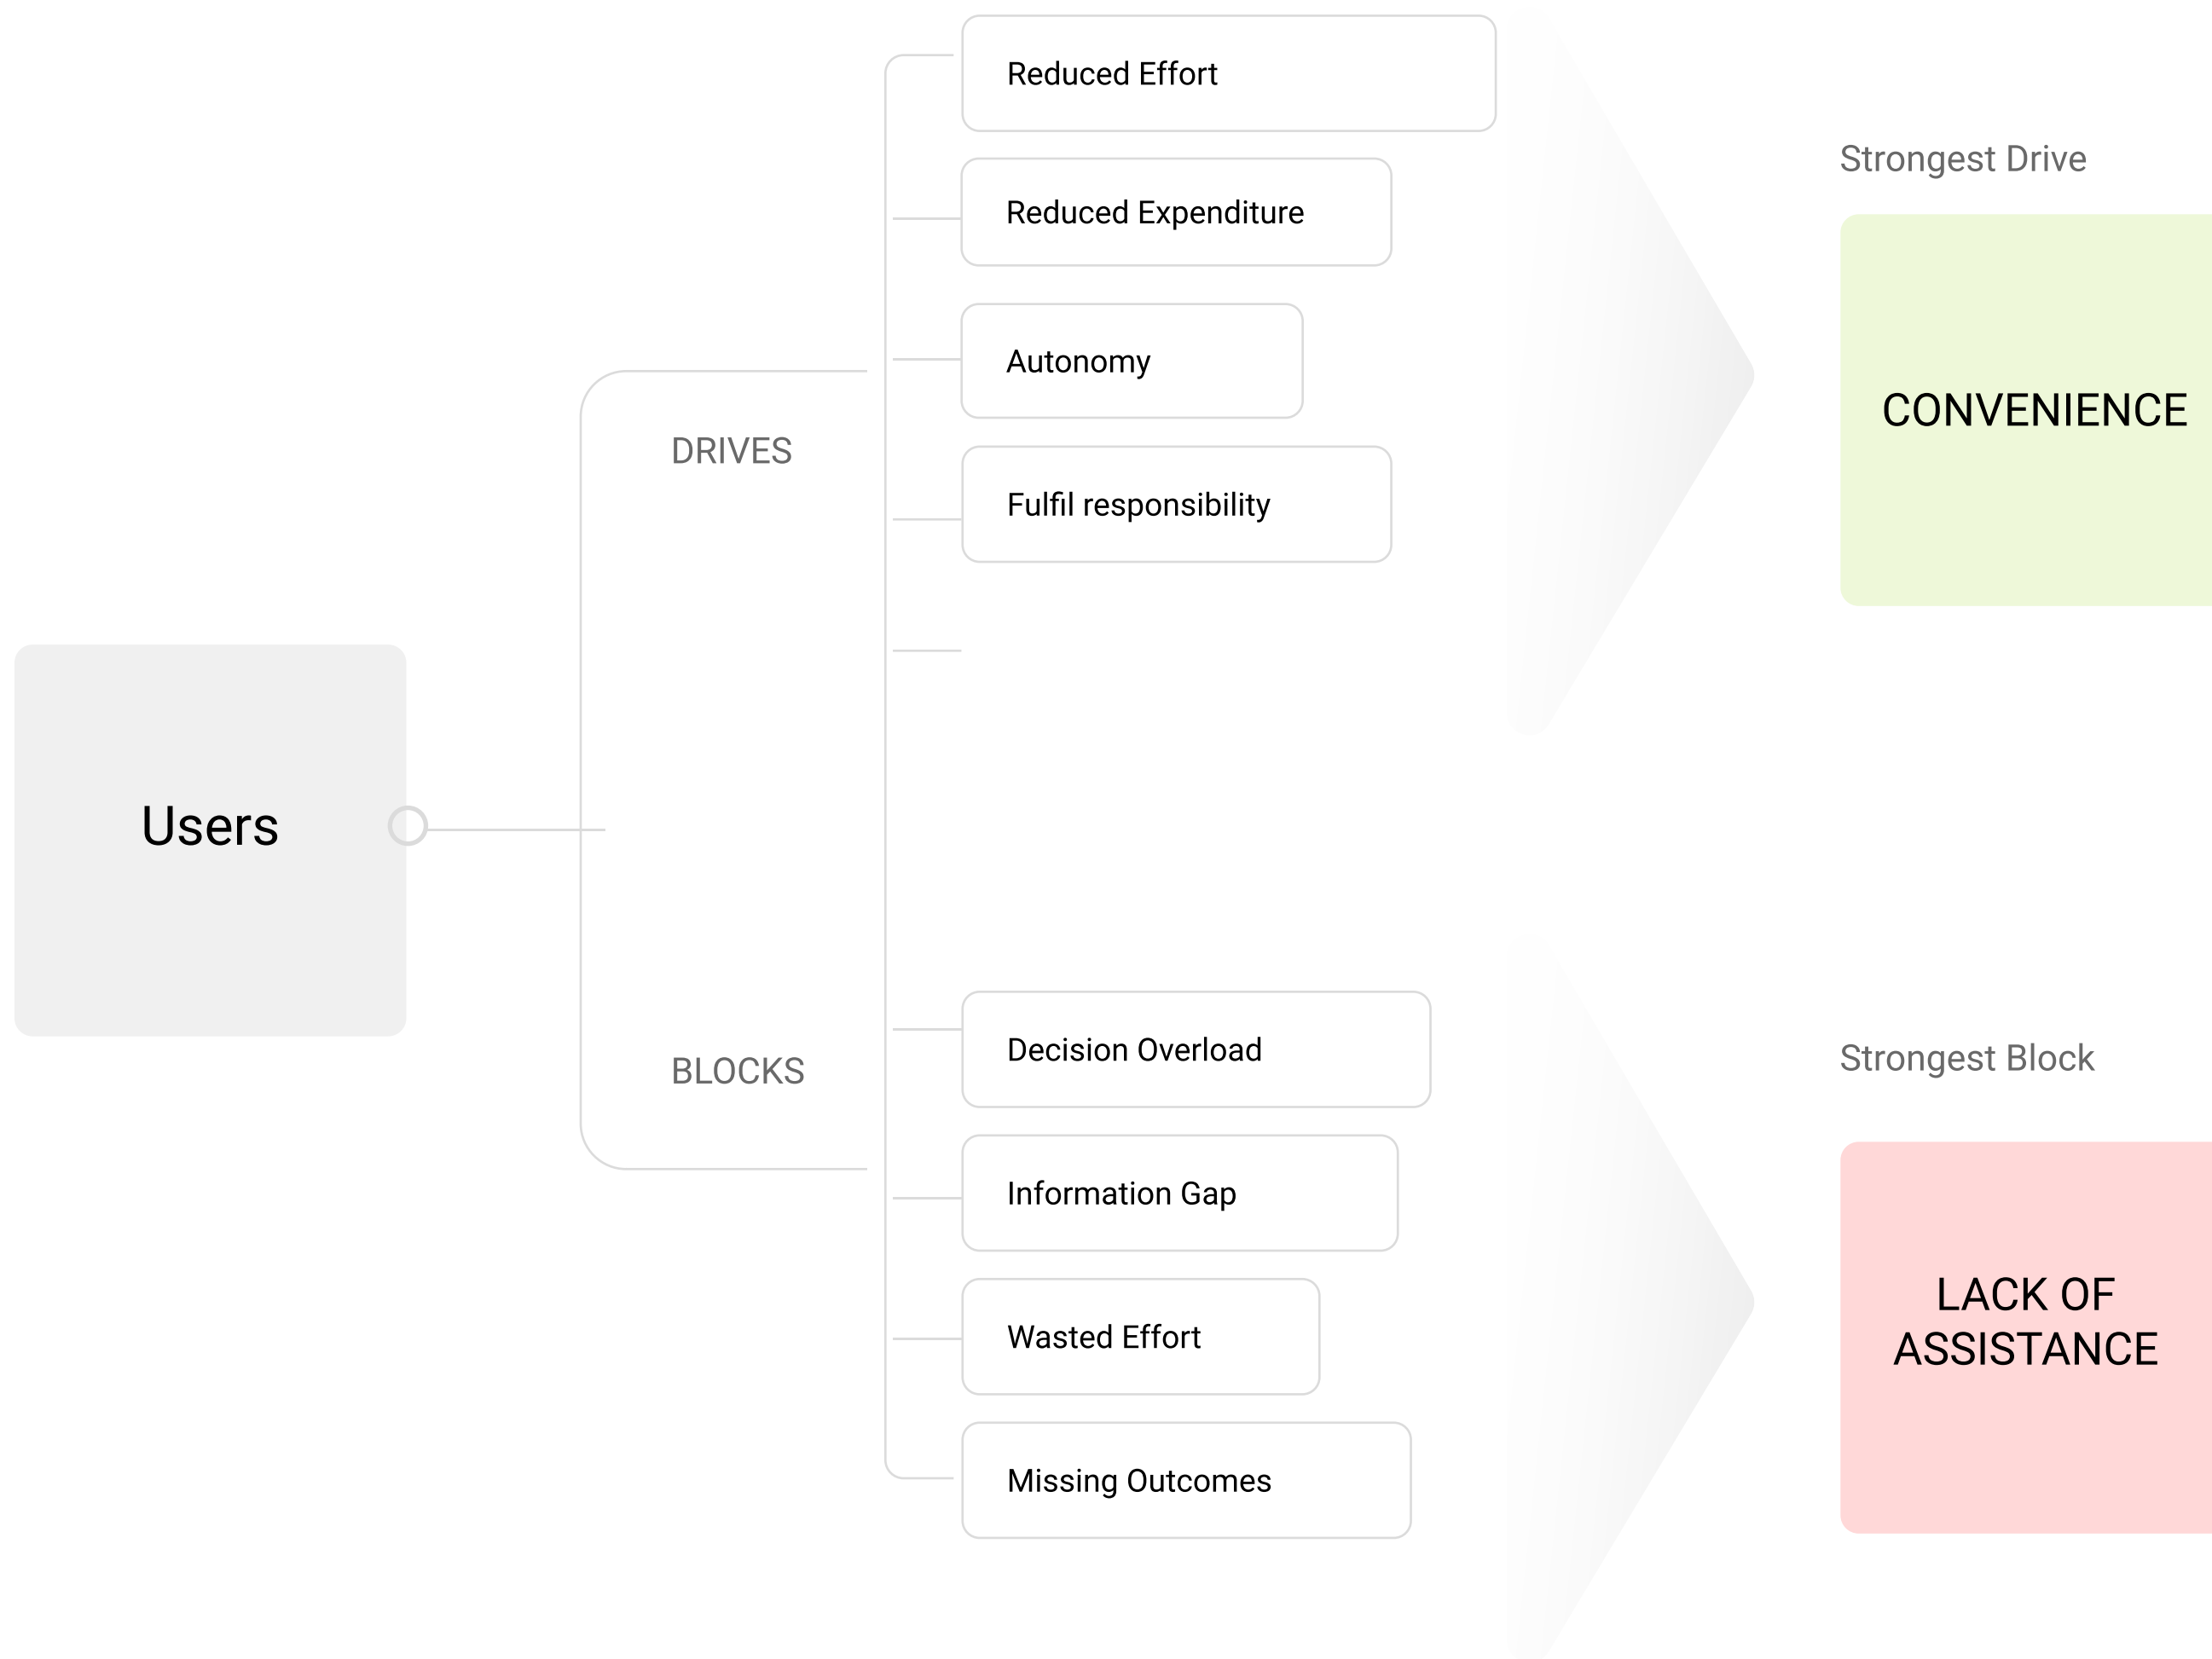 Users
DRIVES
Reduced Effort
Reduced Expenditure
Autonomy
Fulfil responsibility
Strongest Drive
CONVENIENCE
BLOCKS
Decision Overload
Information Gap
Wasted Effort
Missing Outcomes
Strongest Block
LACK OF
ASSISTANCE